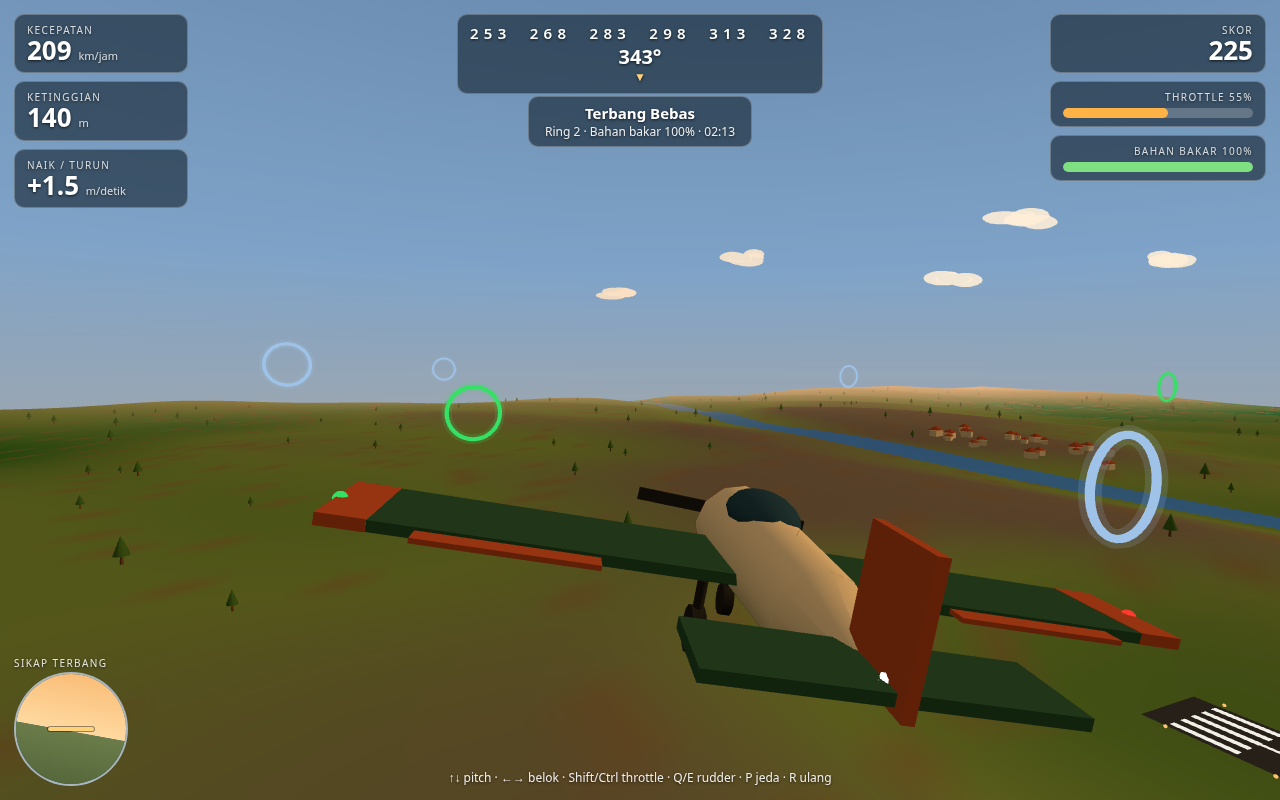 KECEPATAN
209 km/jam
KETINGGIAN
140 m
NAIK / TURUN
+1.5 m/detik
253 268 283 298 313 328
343°
▼
Terbang Bebas
Ring 2 · Bahan bakar 100% · 02:13
SKOR
225
THROTTLE 55%
BAHAN BAKAR 100%
SIKAP TERBANG
↑↓ pitch · ←→ belok · Shift/Ctrl throttle · Q/E rudder · P jeda · R ulang